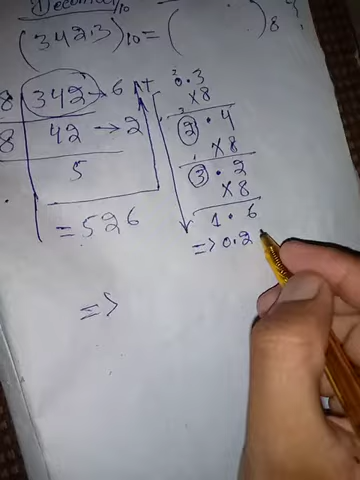 Decimal
(342.3)10 = ( )8
8 342 → 6
8 42 → 2
5
= 526
0.3
×8
2.4
×8
3.2
×8
1.6
=> 0.2
=>